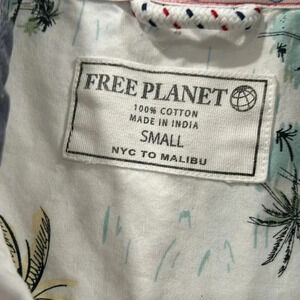 FREE PLANET
100% COTTON
MADE IN INDIA
SMALL
NYC TO MALIBU